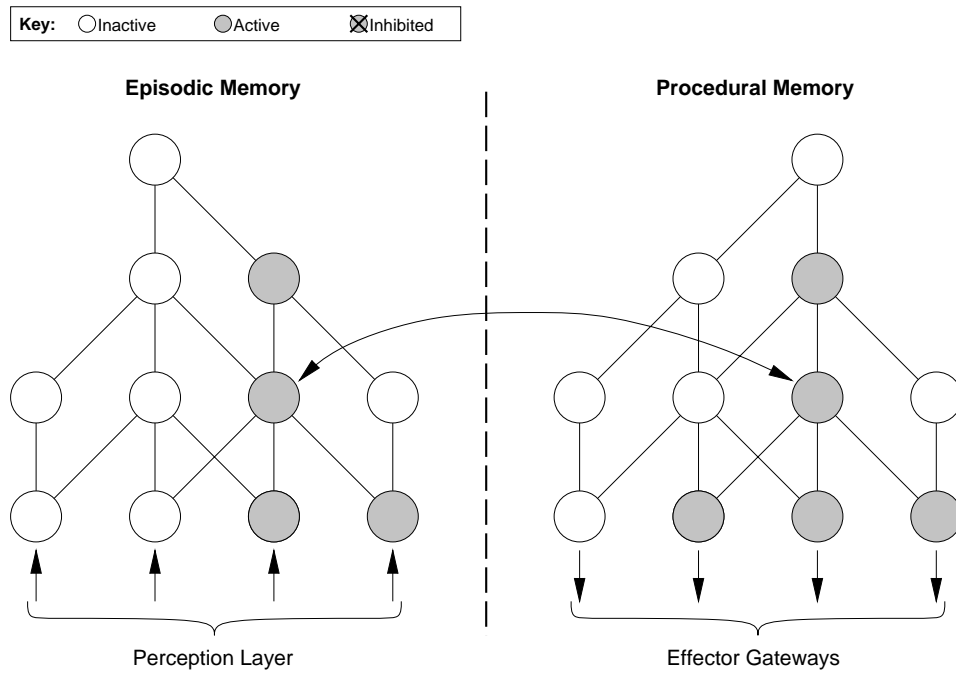 Key: Inactive Active Inhibited
Episodic Memory Procedural Memory
Perception Layer Effector Gateways